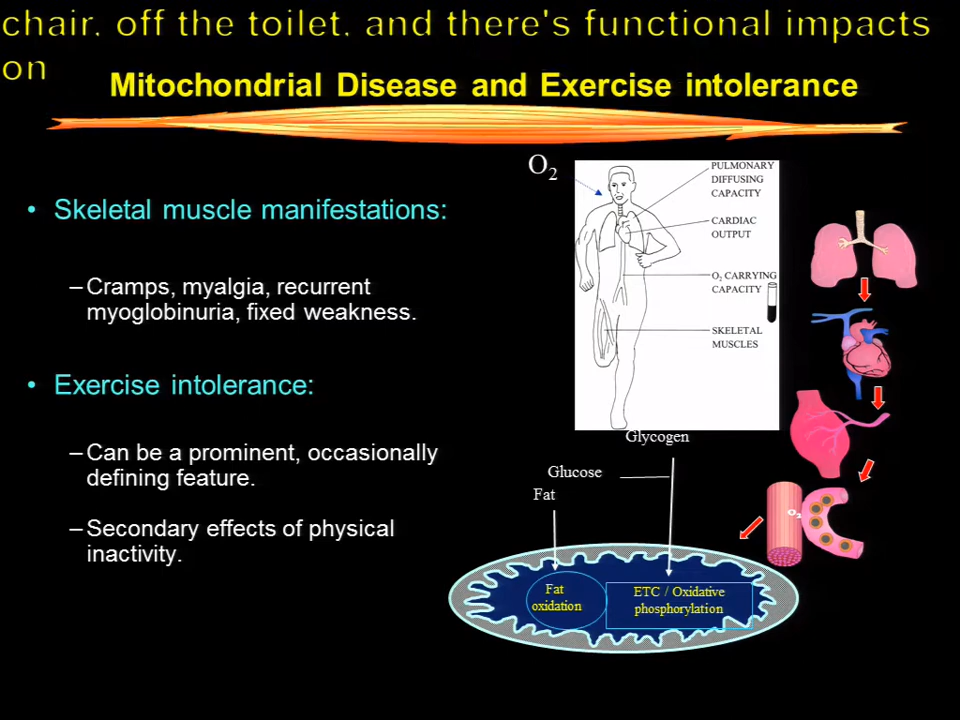 chair, off the toilet, and there's functional impacts
on
Mitochondrial Disease and Exercise intolerance
• Skeletal muscle manifestations:
– Cramps, myalgia, recurrent
myoglobinuria, fixed weakness.
• Exercise intolerance:
– Can be a prominent, occasionally
defining feature.
– Secondary effects of physical
inactivity.
O₂
PULMONARY
DIFFUSING
CAPACITY
CARDIAC
OUTPUT
O₂ CARRYING
CAPACITY
SKELETAL
MUSCLES
Glycogen
Glucose
Fat
O₂
Fat
oxidation
ETC / Oxidative
phosphorylation